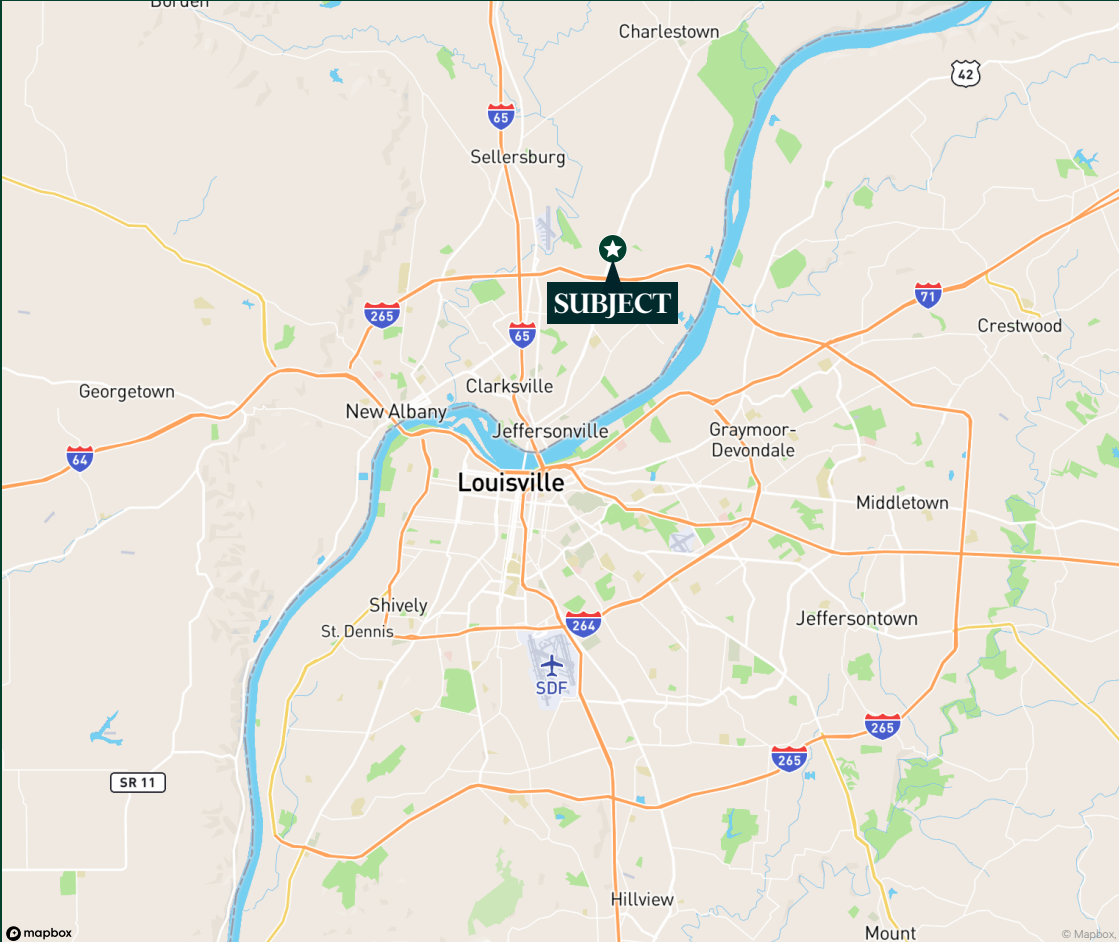 Borden
Charlestown
42
65
Sellersburg
SUBJECT
71
265
Crestwood
65
Clarksville
Georgetown
New Albany
Jeffersonville
Graymoor-
Devondale
64
Louisville
Middletown
Shively
264
Jeffersontown
St. Dennis
SDF
265
265
SR 11
Hillview
Mount
mapbox
© Mapbox